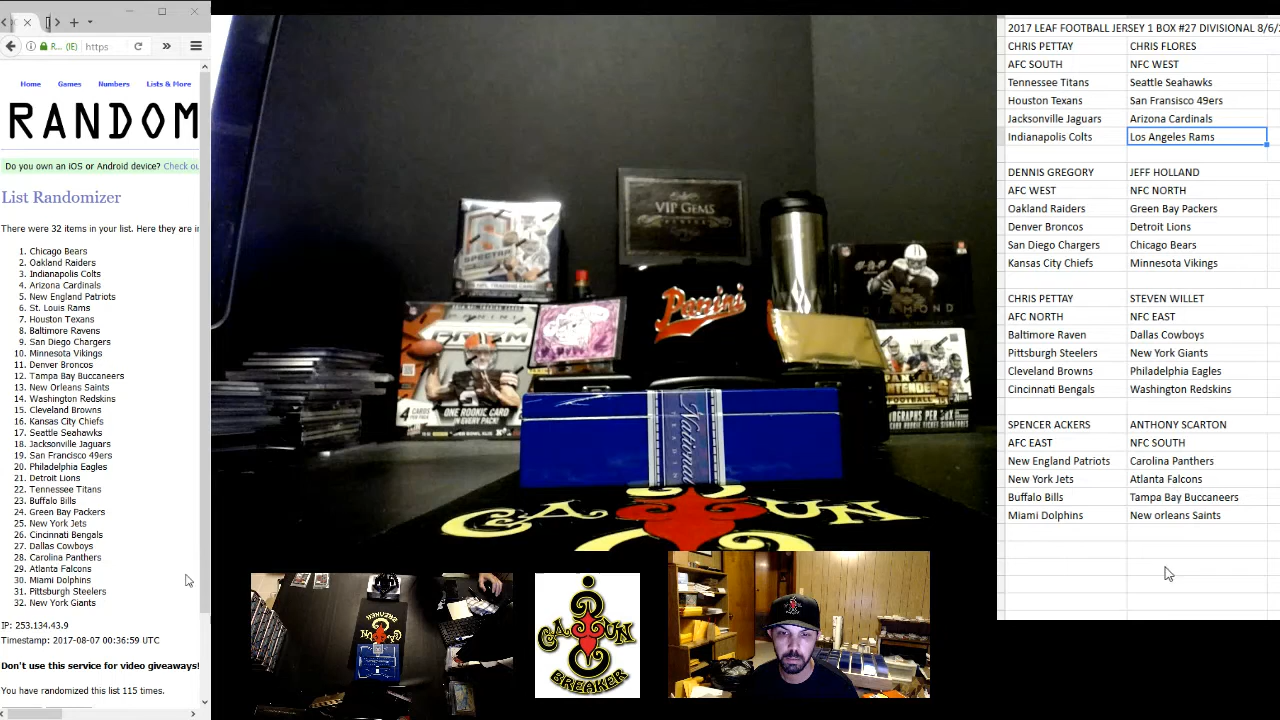 R... (IE)
https
Home Games Numbers Lists & More
RANDOM
Do you own an iOS or Android device? Check ou
List Randomizer
There were 32 items in your list. Here they are i
1. Chicago Bears
2. Oakland Raiders
3. Indianapolis Colts
4. Arizona Cardinals
5. New England Patriots
6. St. Louis Rams
7. Houston Texans
8. Baltimore Ravens
9. San Diego Chargers
10. Minnesota Vikings
11. Denver Broncos
12. Tampa Bay Buccaneers
13. New Orleans Saints
14. Washington Redskins
15. Cleveland Browns
16. Kansas City Chiefs
17. Seattle Seahawks
18. Jacksonville Jaguars
19. San Francisco 49ers
20. Philadelphia Eagles
21. Detroit Lions
22. Tennessee Titans
23. Buffalo Bills
24. Green Bay Packers
25. New York Jets
26. Cincinnati Bengals
27. Dallas Cowboys
28. Carolina Panthers
29. Atlanta Falcons
30. Miami Dolphins
31. Pittsburgh Steelers
32. New York Giants
IP: 253.134.43.9
Timestamp: 2017-08-07 00:36:59 UTC
Don't use this service for video giveaways!
You have randomized this list 115 times.
VIP GEMS
SPECTRA
Panini
PRIZM
4 CARDS PER PACK
ONE ROOKIE CARD
IN EVERY PACK!
DIAMOND
CONTENDERS
FOOTBALL
National
CAJUN
CAJUN
BREAKER
2017 LEAF FOOTBALL JERSEY 1 BOX #27 DIVISIONAL 8/6/2
CHRIS PETTAY CHRIS FLORES
AFC SOUTH NFC WEST
Tennessee Titans Seattle Seahawks
Houston Texans San Fransisco 49ers
Jacksonville Jaguars Arizona Cardinals
Indianapolis Colts Los Angeles Rams
DENNIS GREGORY JEFF HOLLAND
AFC WEST NFC NORTH
Oakland Raiders Green Bay Packers
Denver Broncos Detroit Lions
San Diego Chargers Chicago Bears
Kansas City Chiefs Minnesota Vikings
CHRIS PETTAY STEVEN MILLET
AFC NORTH NFC EAST
Baltimore Raven Dallas Cowboys
Pittsburgh Steelers New York Giants
Cleveland Browns Philadelphia Eagles
Cincinnati Bengals Washington Redskins
SPENCER ACKERS ANTHONY SCARTON
AFC EAST NFC SOUTH
New England Patriots Carolina Panthers
New York Jets Atlanta Falcons
Buffalo Bills Tampa Bay Buccaneers
Miami Dolphins New orleans Saints